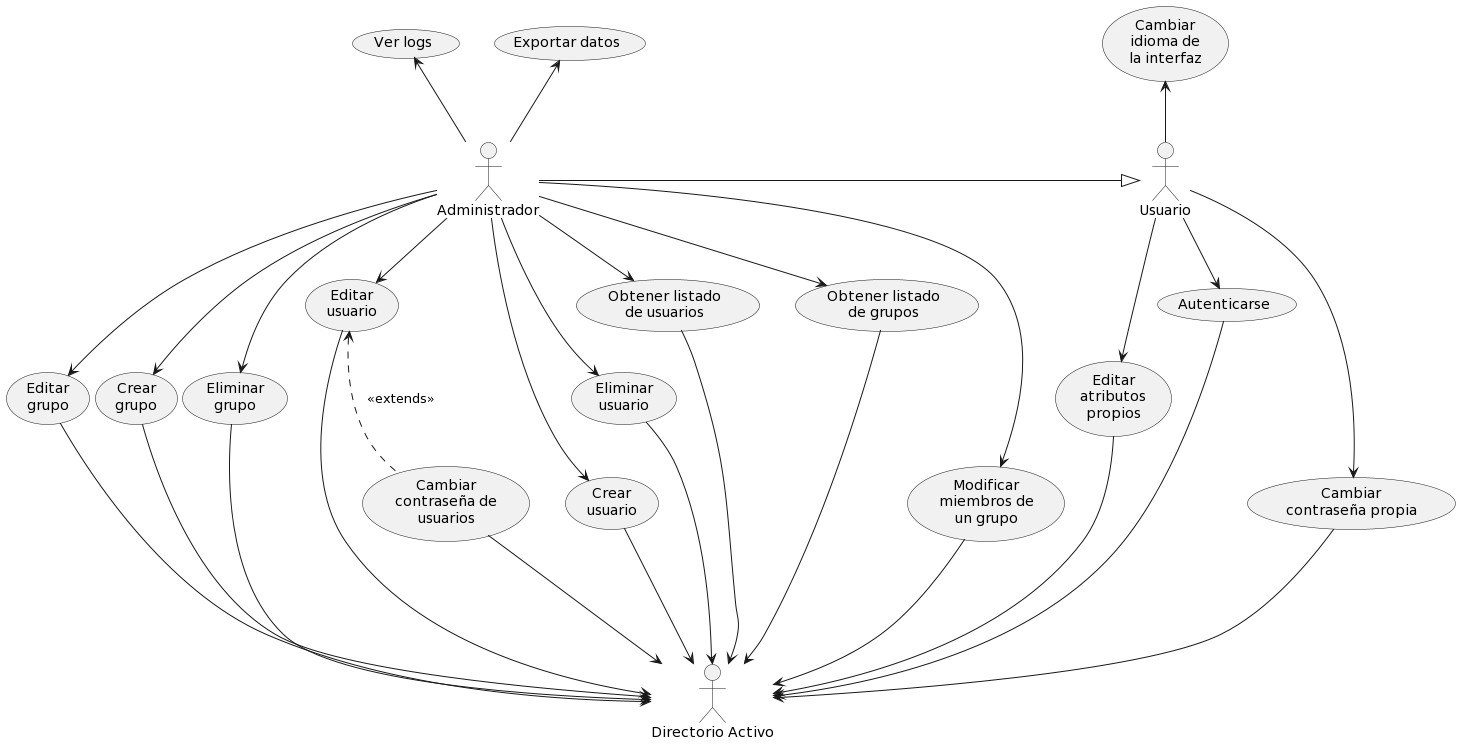 Ver logs
Exportar datos
Cambiar
idioma de
la interfaz
Administrador
Usuario
Editar
usuario
Obtener listado
de usuarios
Obtener listado
de grupos
Autenticarse
Editar
grupo
Crear
grupo
Eliminar
grupo
«extends»
Eliminar
usuario
Editar
atributos
propios
Cambiar
contraseña de
usuarios
Crear
usuario
Modificar
miembros de
un grupo
Cambiar
contraseña propia
Directorio Activo